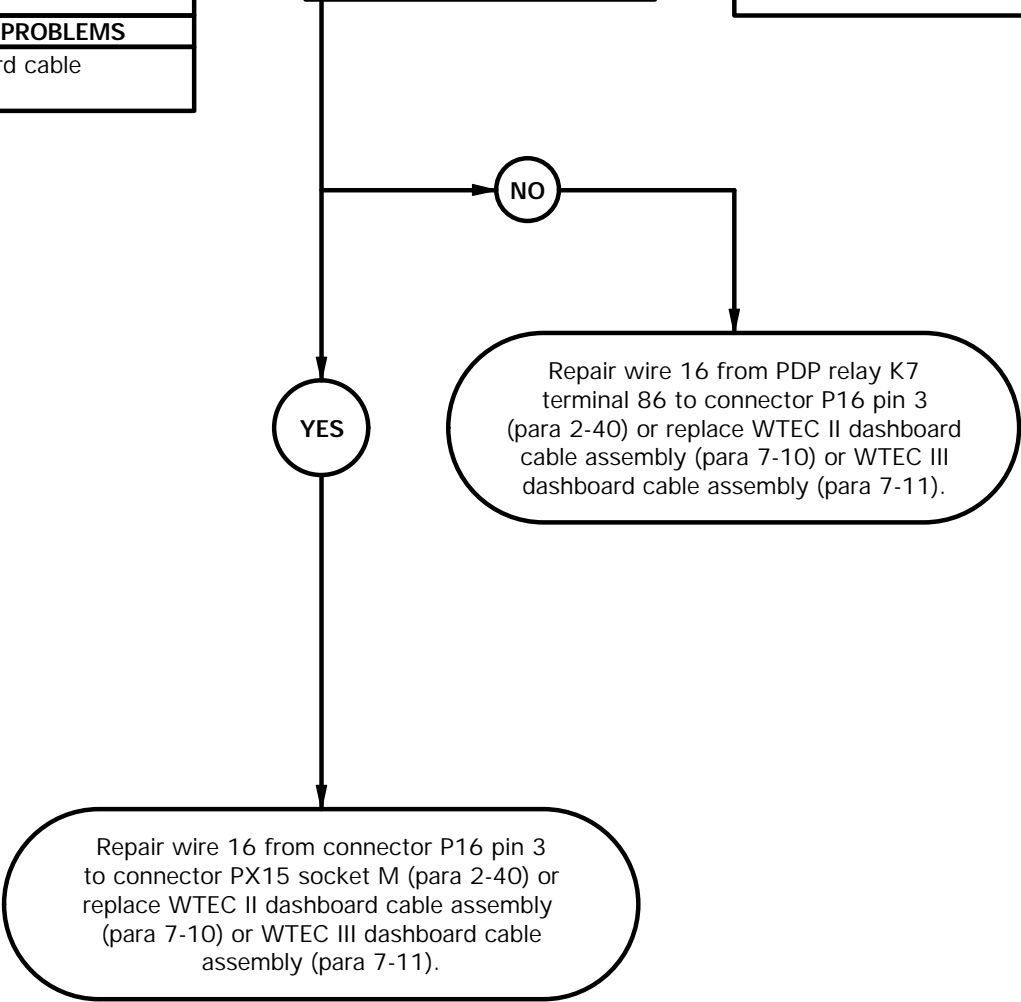 PROBLEMS
cable
NO
Repair wire 16 from PDP relay K7
terminal 86 to connector P16 pin 3
(para 2-40) or replace WTEC II dashboard
cable assembly (para 7-10) or WTEC III
dashboard cable assembly (para 7-11).
YES
Repair wire 16 from connector P16 pin 3
to connector PX15 socket M (para 2-40) or
replace WTEC II dashboard cable assembly
(para 7-10) or WTEC III dashboard cable
assembly (para 7-11).